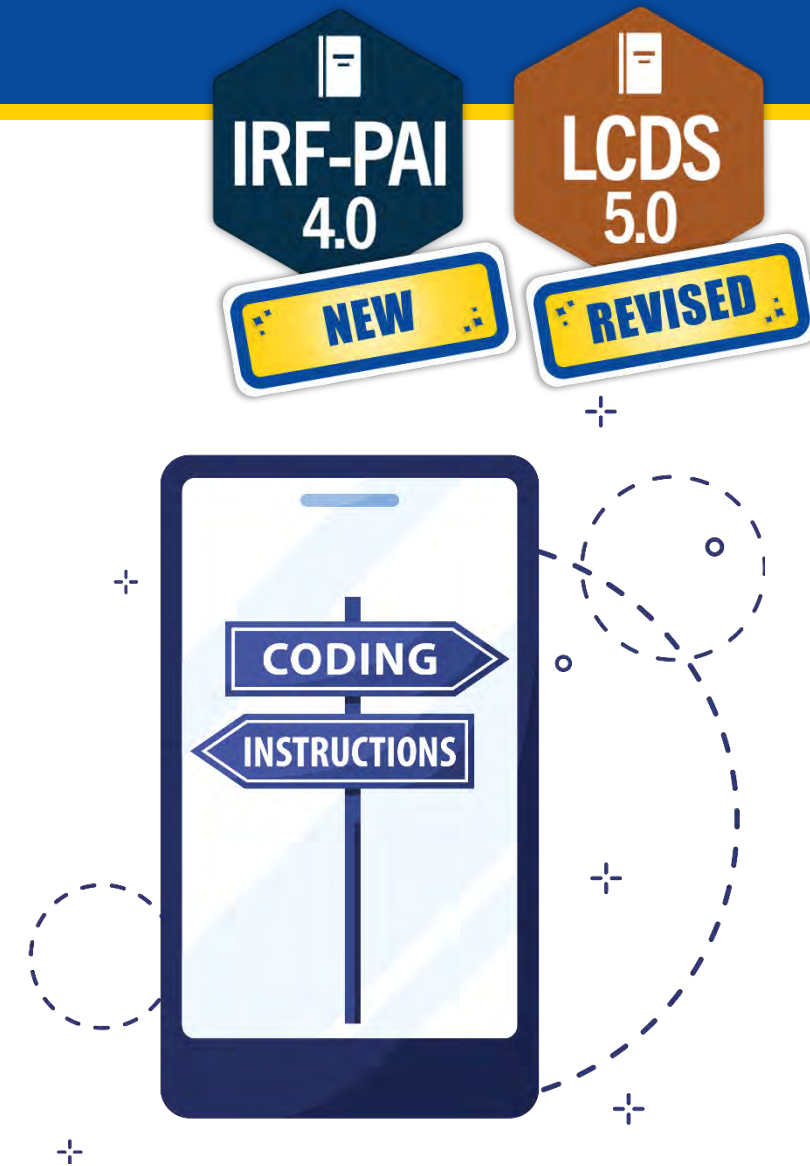 IRF-PAI
4.0
NEW
LCDS
5.0
REVISED
CODING
INSTRUCTIONS